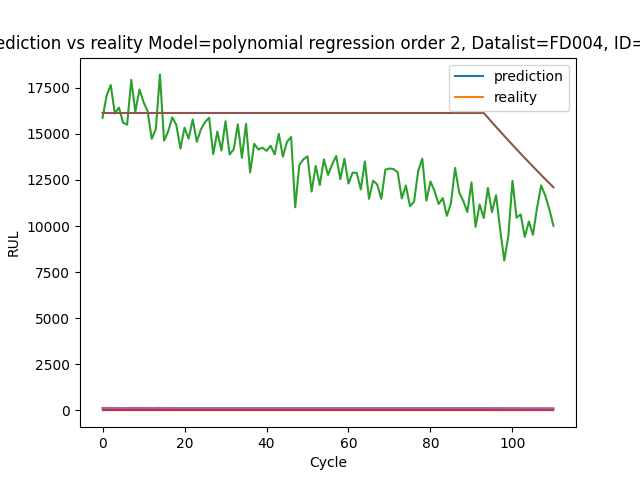 ediction vs reality Model=polynomial regression order 2, Datalist=FD004, ID=
prediction
reality
17500
15000
12500
10000
7500
5000
2500
0
RUL
0 20 40 60 80 100
Cycle